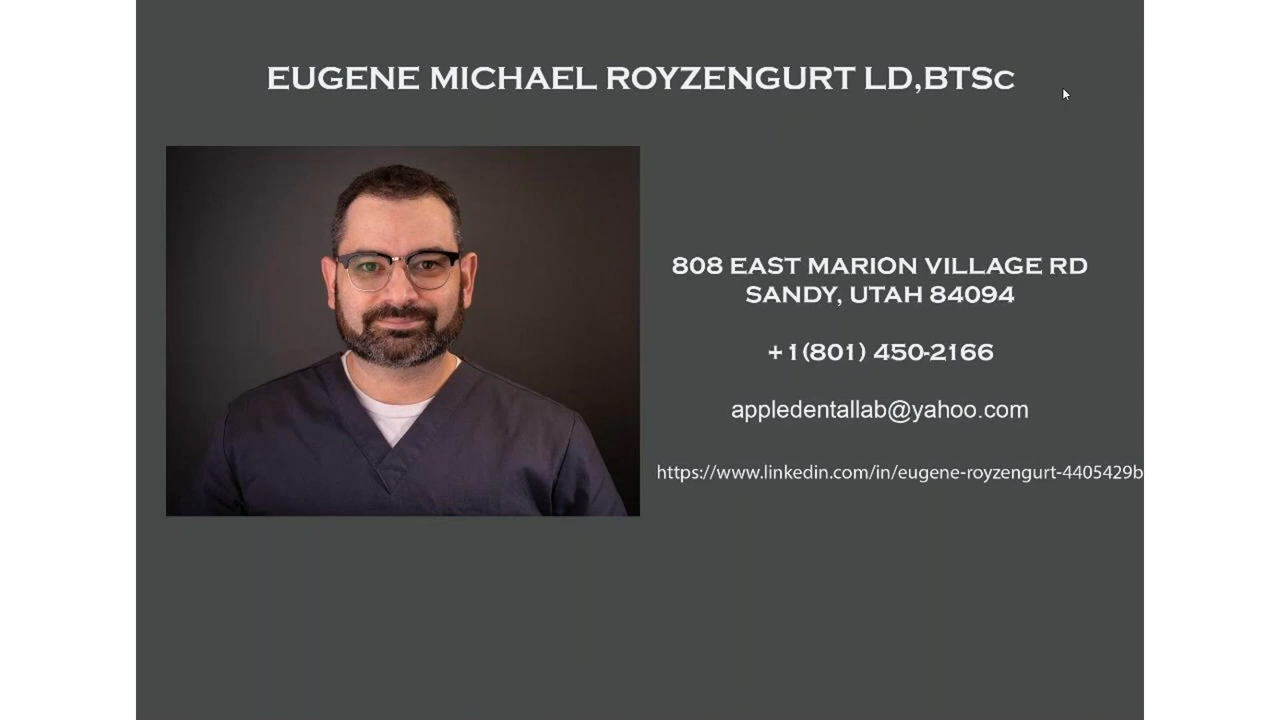 EUGENE MICHAEL ROYZENGURT LD,BTSc
808 EAST MARION VILLAGE RD
SANDY, UTAH 84094
+1(801) 450-2166
appledentallab@yahoo.com
https://www.linkedin.com/in/eugene-royzengurt-4405429b